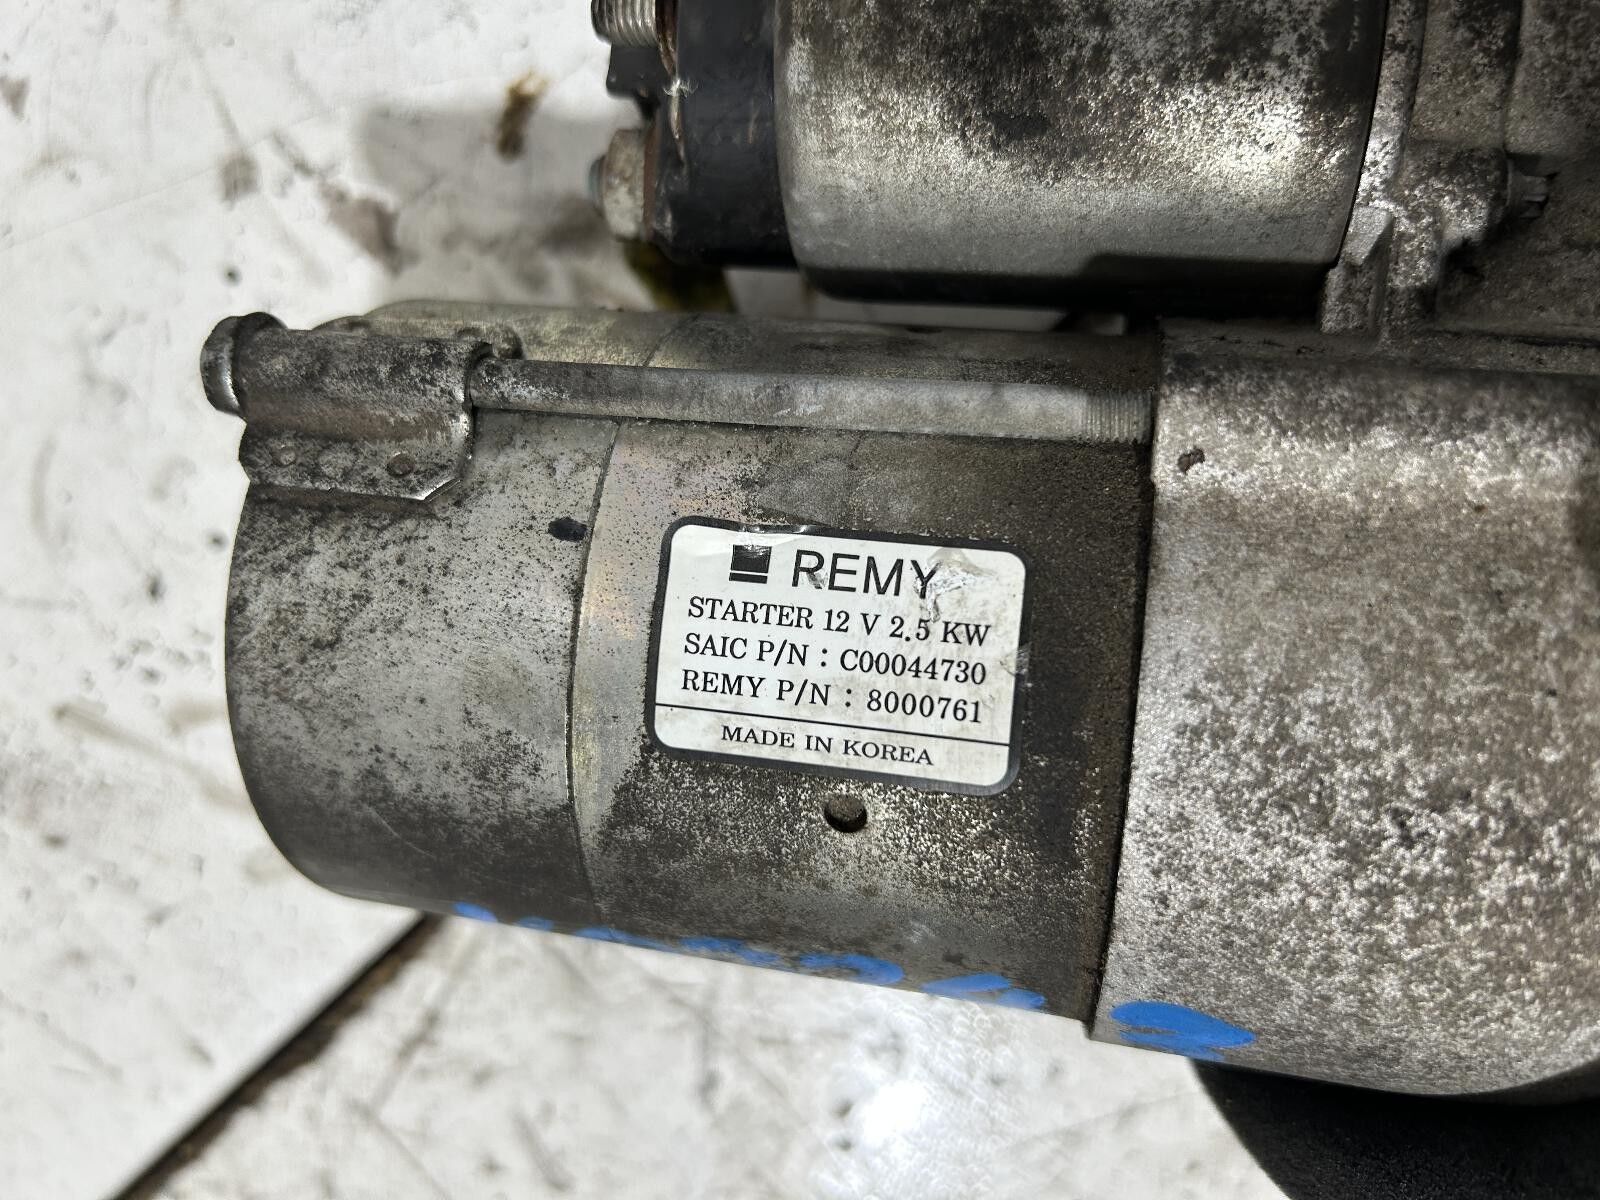 REMY
STARTER 12 V 2.5 KW
SAIC P/N : C00044730
REMY P/N : 8000761
MADE IN KOREA